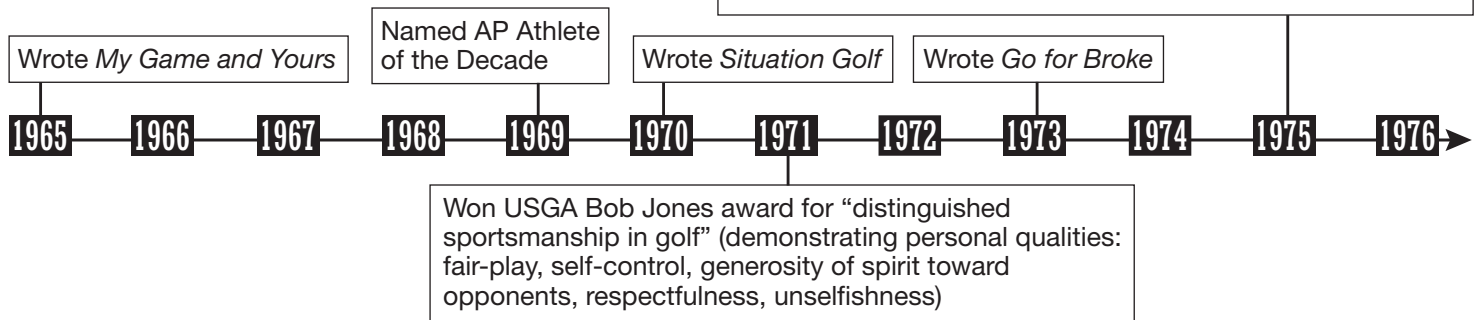 Named AP Athlete
of the Decade
Wrote My Game and Yours
Wrote Situation Golf
Wrote Go for Broke
1965 1966 1967 1968 1969 1970 1971 1972 1973 1974 1975 1976
Won USGA Bob Jones award for “distinguished
sportsmanship in golf” (demonstrating personal qualities:
fair-play, self-control, generosity of spirit toward
opponents, respectfulness, unselfishness)